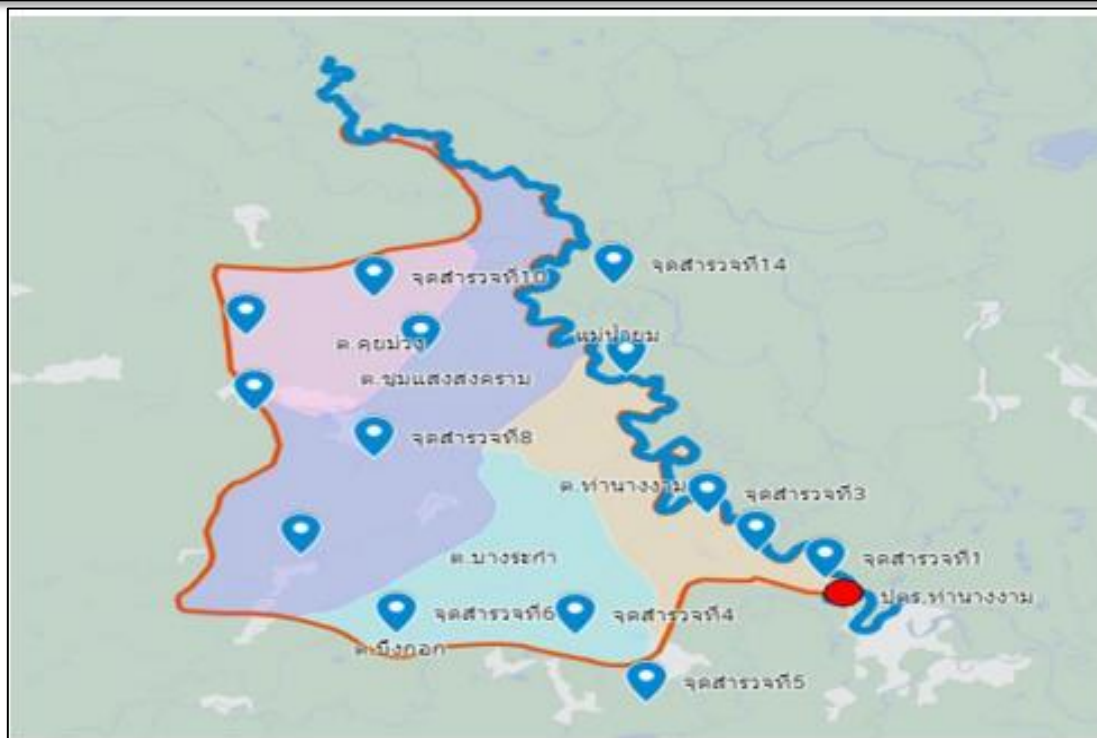 จุดสำรวจที่14
จุดสำรวจที่10
แม่น้ำยม
ต.คุยม่วง
ต.ชุมแสงสงคราม
จุดสำรวจที่8
ต.ท่านางงาม
จุดสำรวจที่3
จุดสำรวจที่1
ต.บางระกำ
ปตร.ท่านางงาม
จุดสำรวจที่6
จุดสำรวจที่4
ต.บึงกอก
จุดสำรวจที่5